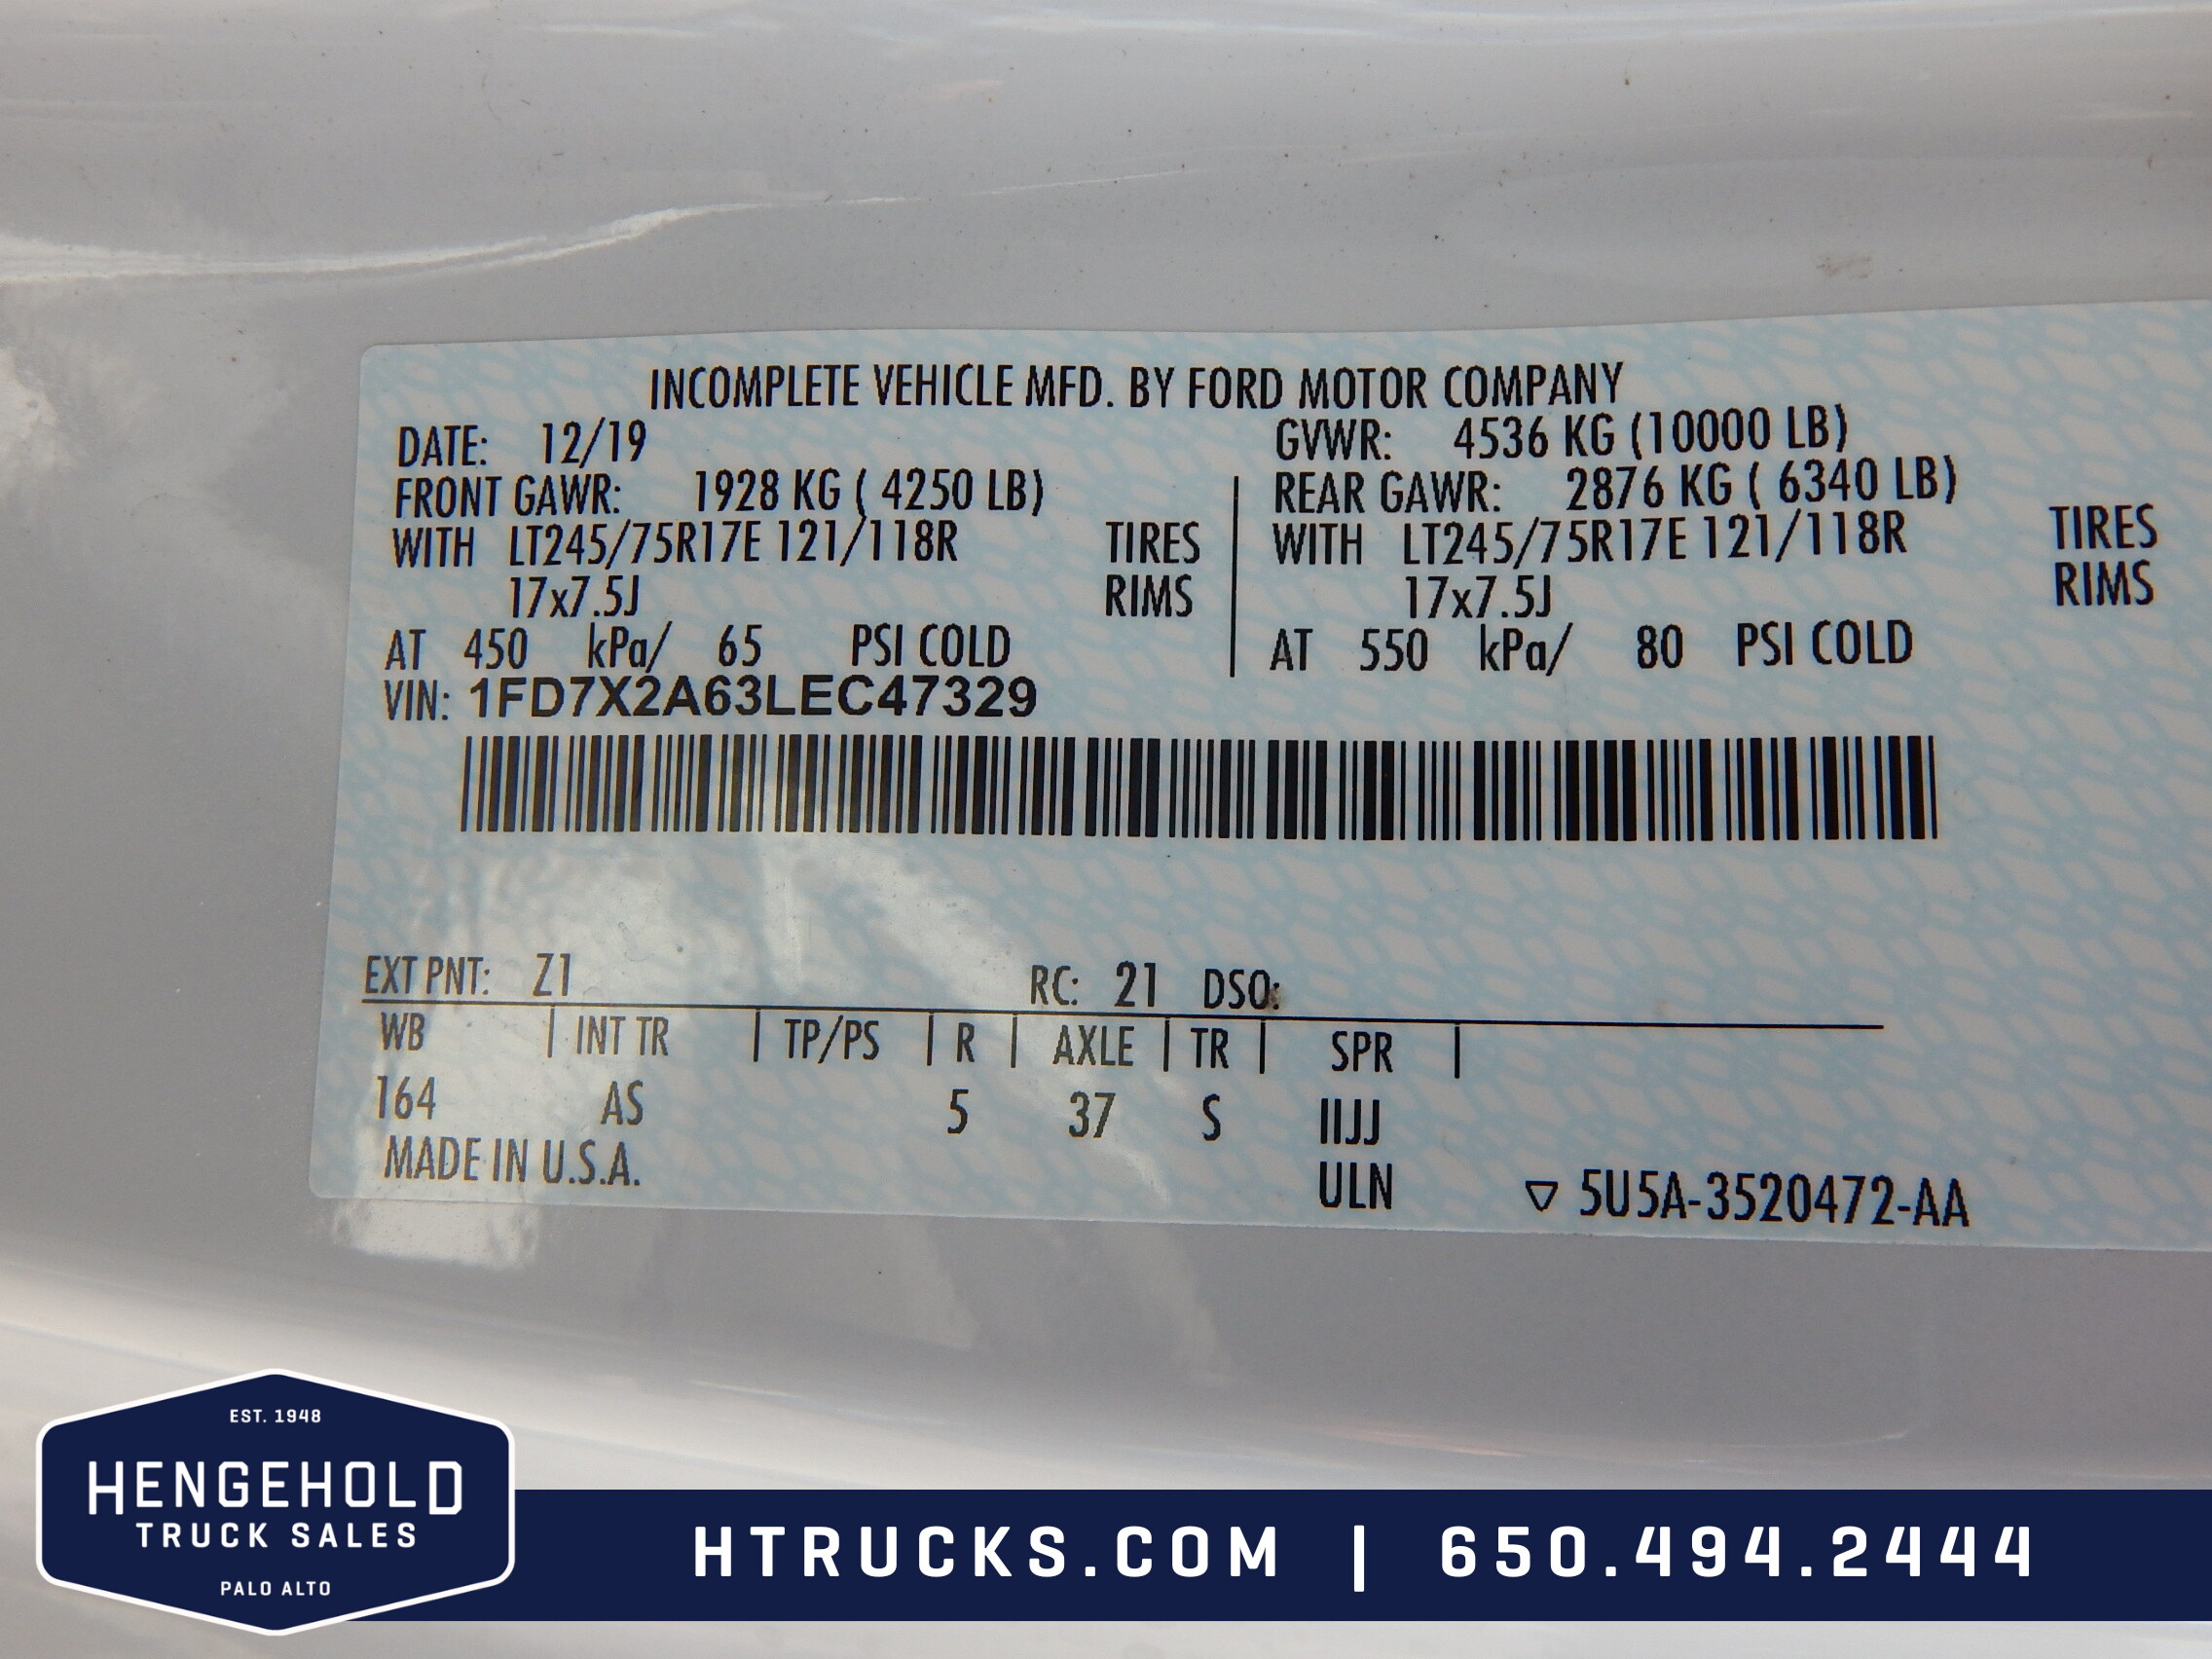 INCOMPLETE VEHICLE MFD. BY FORD MOTOR COMPANY
DATE: 12/19 GVWR: 4536 KG (10000 LB)
FRONT GAWR: 1928 KG ( 4250 LB) REAR GAWR: 2876 KG ( 6340 LB)
WITH LT245/75R17E 121/118R TIRES WITH LT245/75R17E 121/118R TIRES
17x7.5J RIMS 17x7.5J RIMS
AT 450 kPa/ 65 PSI COLD AT 550 kPa/ 80 PSI COLD
VIN: 1FD7X2A63LEC47329
EXT PNT: Z1 RC: 21 DSO:
WB | INT TR | TP/PS | R | AXLE | TR | SPR |
164 AS 5 37 S IIJJ
MADE IN U.S.A. ULN ▽ 5U5A-3520472-AA
EST. 1948
HENGEHOLD
TRUCK SALES
PALO ALTO
HTRUCKS.COM | 650.494.2444